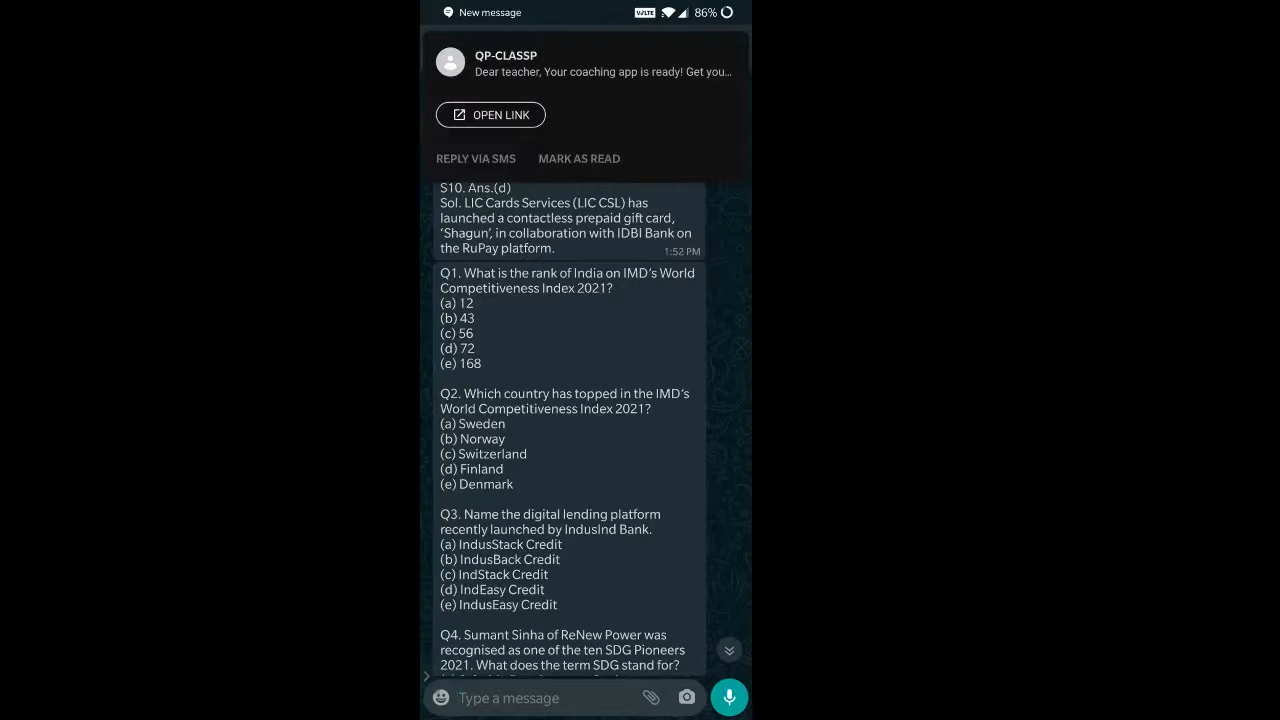 New message
VoLTE
86%
QP-CLASSP
Dear teacher, Your coaching app is ready! Get you...
OPEN LINK
REPLY VIA SMS MARK AS READ
S10. Ans.(d)
Sol. LIC Cards Services (LIC CSL) has
launched a contactless prepaid gift card,
‘Shagun’, in collaboration with IDBI Bank on
the RuPay platform.
1:52 PM
Q1. What is the rank of India on IMD’s World
Competitiveness Index 2021?
(a) 12
(b) 43
(c) 56
(d) 72
(e) 168
Q2. Which country has topped in the IMD’s
World Competitiveness Index 2021?
(a) Sweden
(b) Norway
(c) Switzerland
(d) Finland
(e) Denmark
Q3. Name the digital lending platform
recently launched by IndusInd Bank.
(a) IndusStack Credit
(b) IndusBack Credit
(c) IndStack Credit
(d) IndEasy Credit
(e) IndusEasy Credit
Q4. Sumant Sinha of ReNew Power was
recognised as one of the ten SDG Pioneers
2021. What does the term SDG stand for?
Type a message